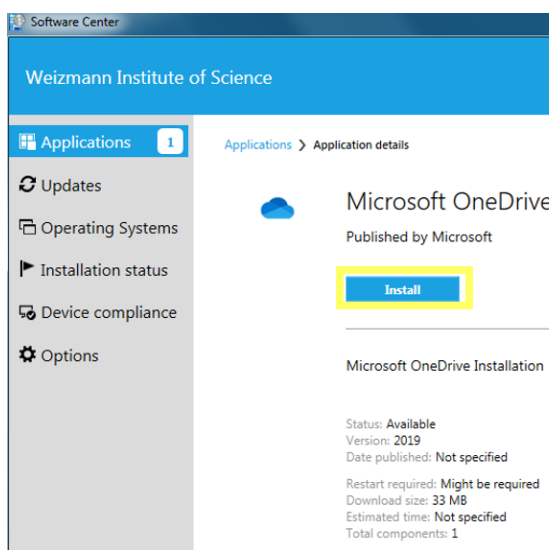 Software Center
Weizmann Institute of Science
Applications 1
Updates
Operating Systems
Installation status
Device compliance
Options
Applications > Application details
Microsoft OneDrive
Published by Microsoft
Install
Microsoft OneDrive Installation
Status: Available
Version: 2019
Date published: Not specified
Restart required: Might be required
Download size: 33 MB
Estimated time: Not specified
Total components: 1